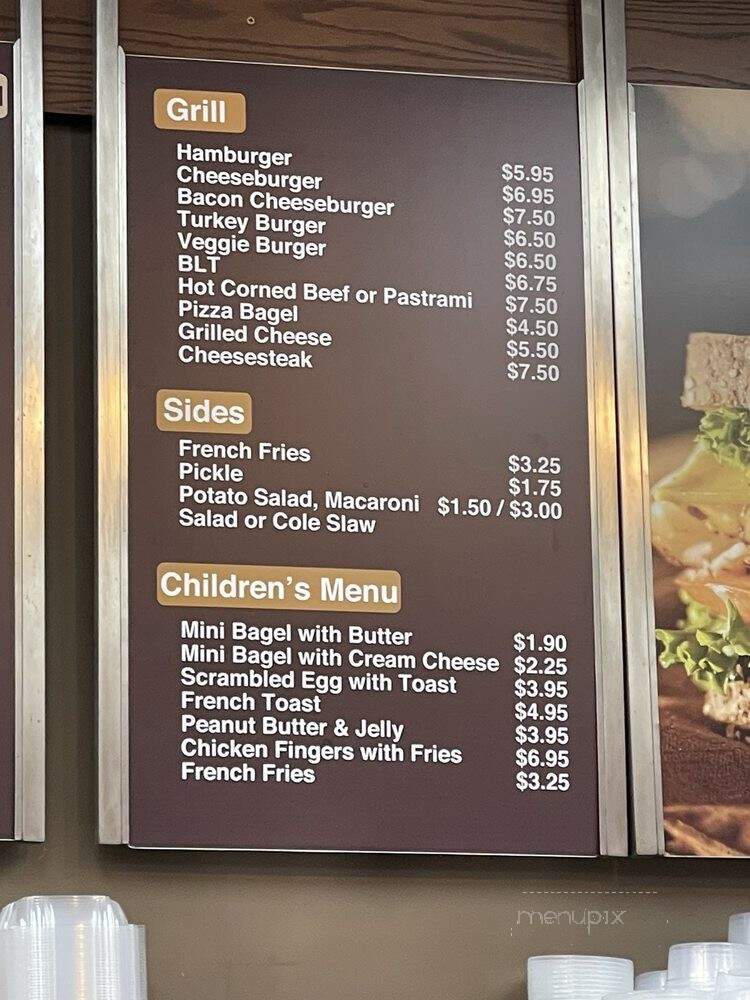 Grill
Hamburger $5.95
Cheeseburger $6.95
Bacon Cheeseburger $7.50
Turkey Burger $6.50
Veggie Burger $6.50
BLT $6.75
Hot Corned Beef or Pastrami $7.50
Pizza Bagel $4.50
Grilled Cheese $5.50
Cheesesteak $7.50
Sides
French Fries $3.25
Pickle $1.75
Potato Salad, Macaroni $1.50 / $3.00
Salad or Cole Slaw
Children's Menu
Mini Bagel with Butter $1.90
Mini Bagel with Cream Cheese $2.25
Scrambled Egg with Toast $3.95
French Toast $4.95
Peanut Butter & Jelly $3.95
Chicken Fingers with Fries $6.95
French Fries $3.25
menupix